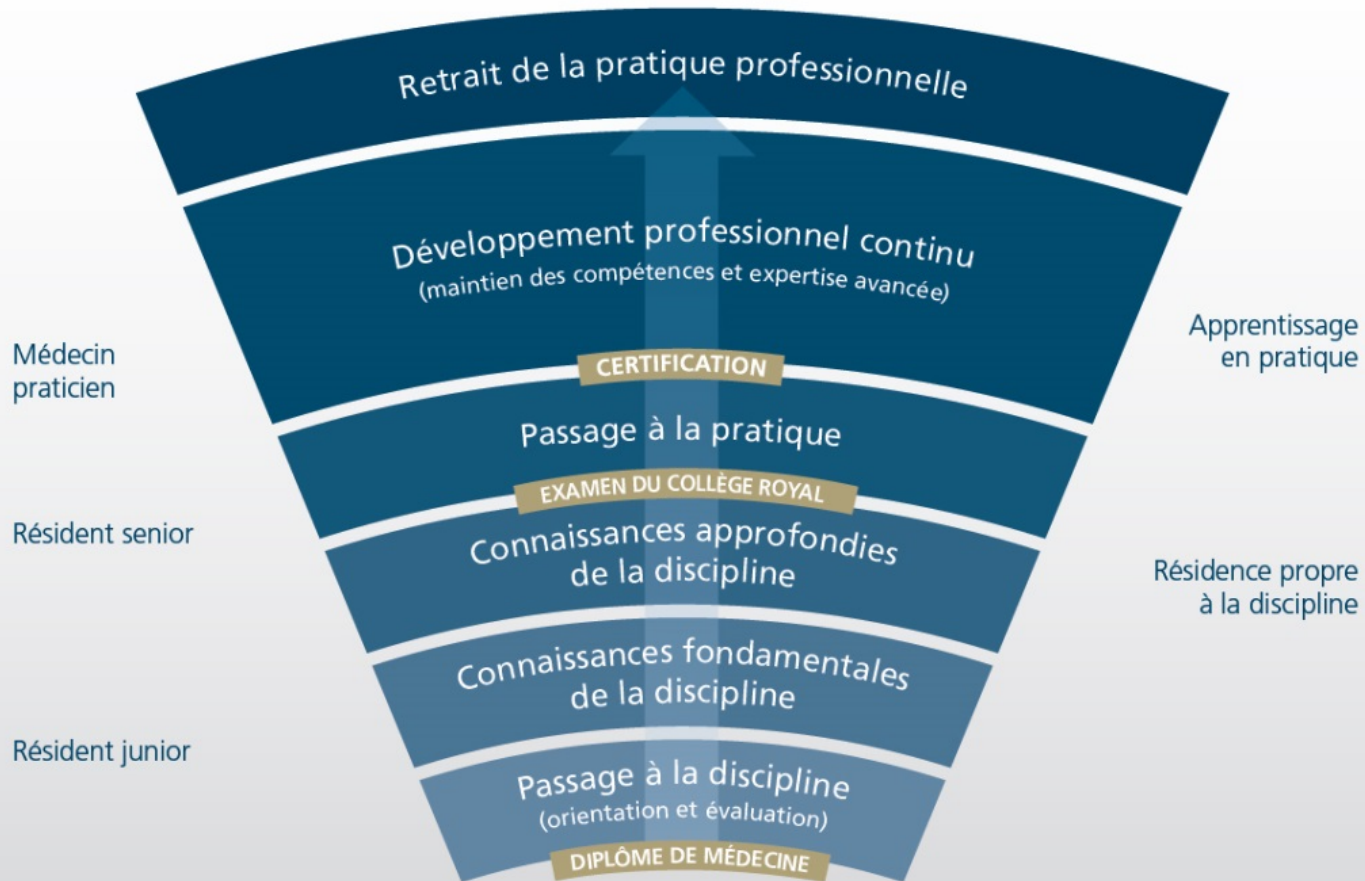 Retrait de la pratique professionnelle
Développement professionnel continu
(maintien des compétences et expertise avancée)
Médecin
praticien
Apprentissage
en pratique
CERTIFICATION
Passage à la pratique
EXAMEN DU COLLÈGE ROYAL
Résident senior
Connaissances approfondies
de la discipline
Résidence propre
à la discipline
Connaissances fondamentales
de la discipline
Résident junior
Passage à la discipline
(orientation et évaluation)
DIPLÔME DE MÉDECINE